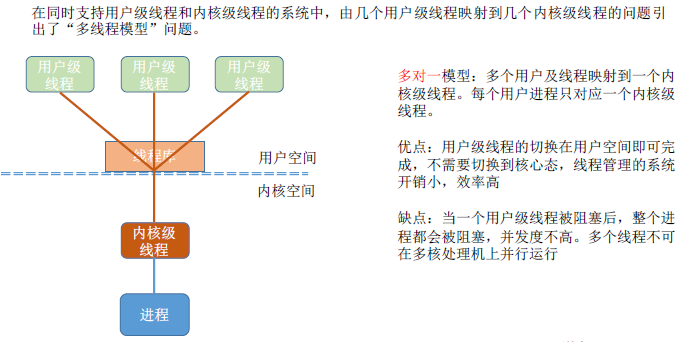 在同时支持用户级线程和内核级线程的系统中，由几个用户级线程映射到几个内核级线程的问题引
出了“多线程模型”问题。
用户级
线程
用户级
线程
用户级
线程
线程库
用户空间
内核空间
内核级
线程
进程
多对一模型：多个用户及线程映射到一个内
核级线程。每个用户进程只对应一个内核级
线程。
优点：用户级线程的切换在用户空间即可完
成，不需要切换到核心态，线程管理的系统
开销小，效率高
缺点：当一个用户级线程被阻塞后，整个进
程都会被阻塞，并发度不高。多个线程不可
在多核处理机上并行运行